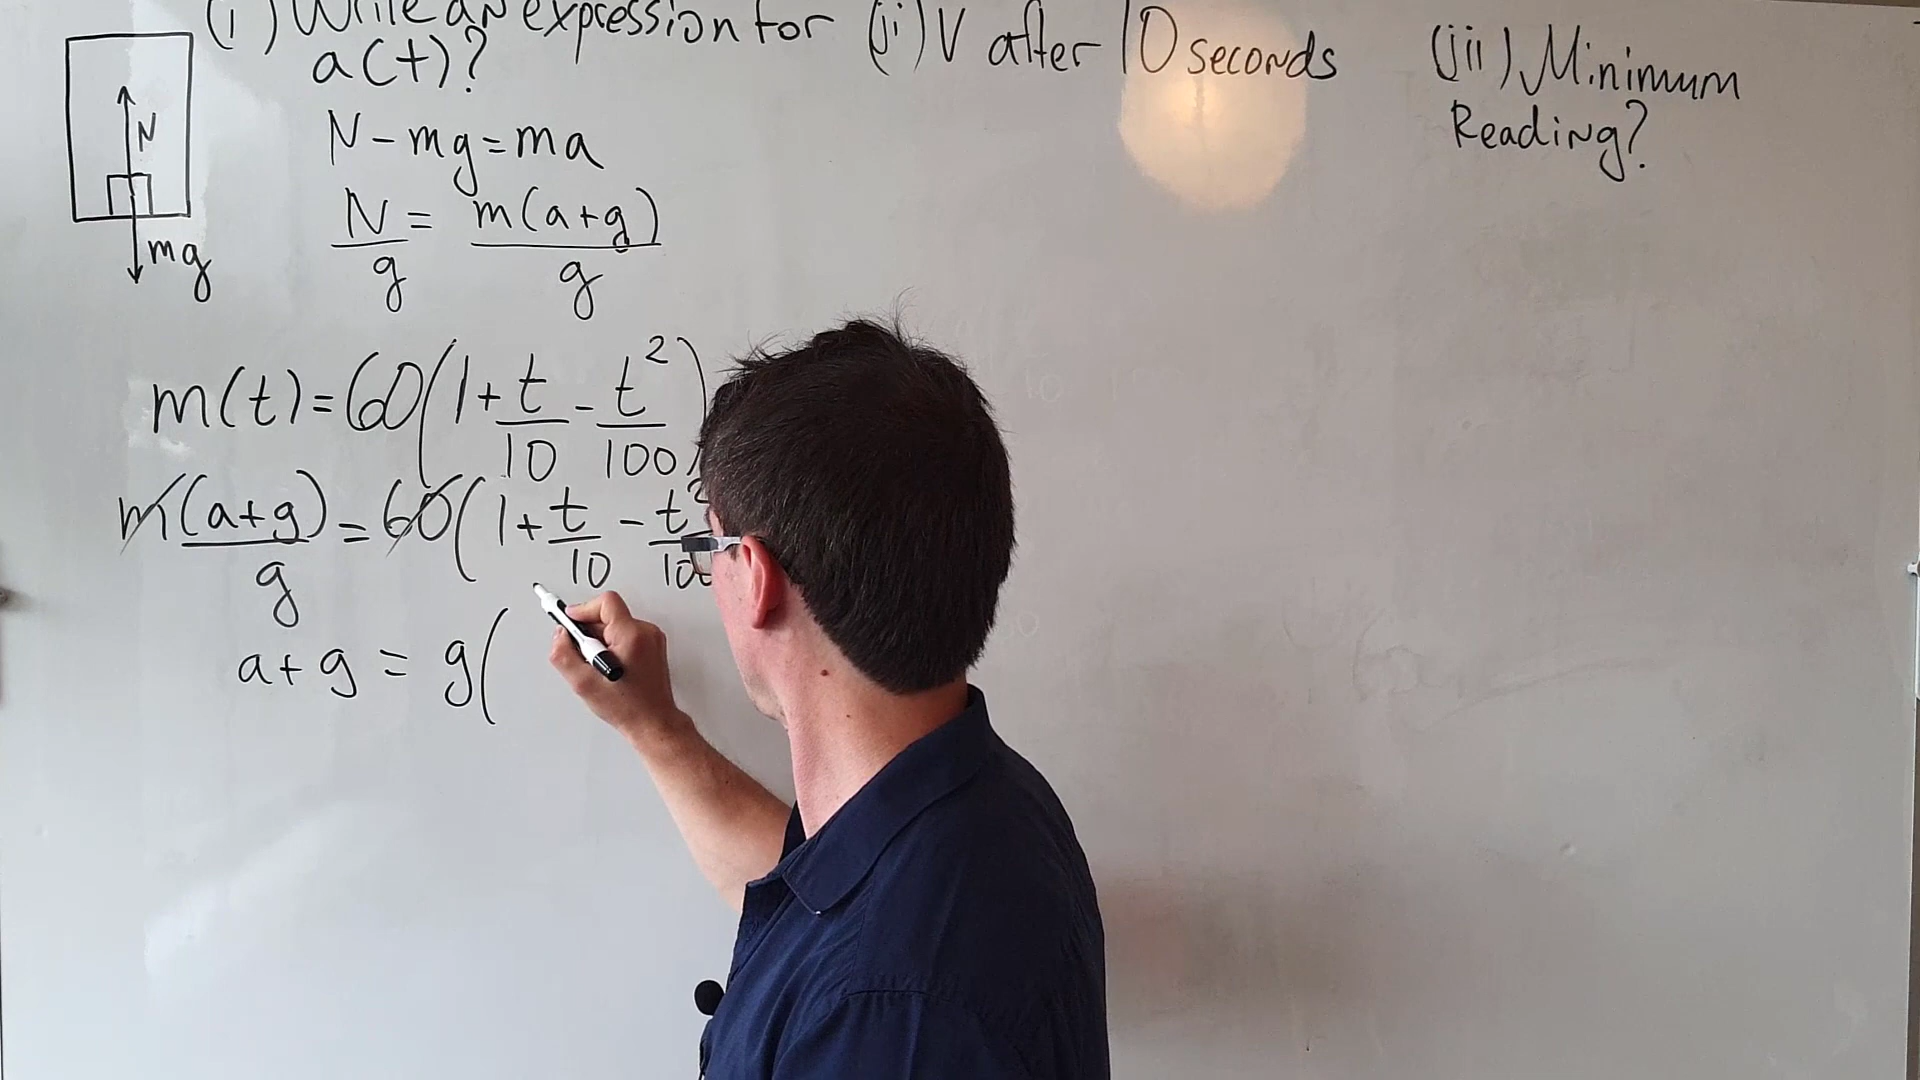 (i) Write an expression for
a(t)?
(ii) V after 10 seconds
(iii) Minimum
Reading?
N
mg
N - mg = ma
N/g = m(a+g)/g
m(t) = 60(1 + t/10 - t²/100)
m(a+g)/g = 60(1 + t/10 - t²/10
a + g = g(